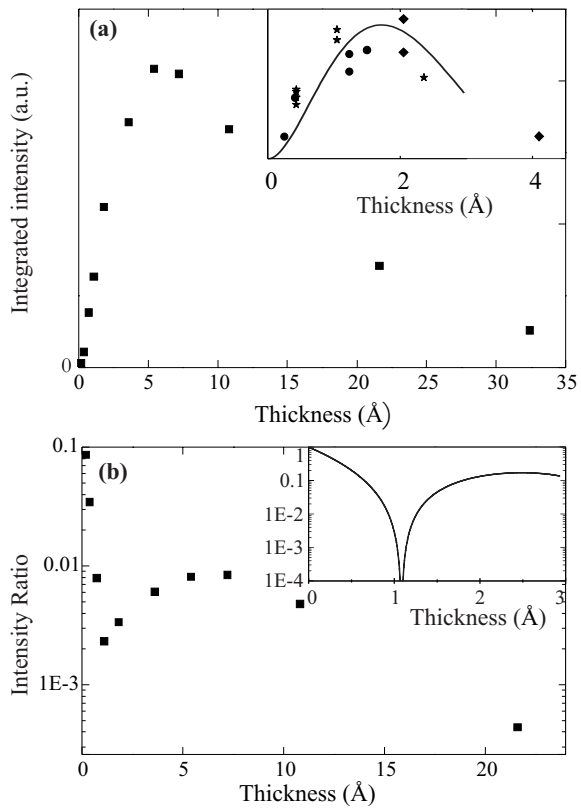 (a)
Integrated intensity (a.u.)
0
0 2 4
Thickness (Å)
0 5 10 15 20 25 30 35
Thickness (Å)
(b)
Intensity Ratio
0.1
0.01
1E-3
1
0.1
1E-2
1E-3
1E-4
0 1 2 3
Thickness (Å)
0 5 10 15 20
Thickness (Å)